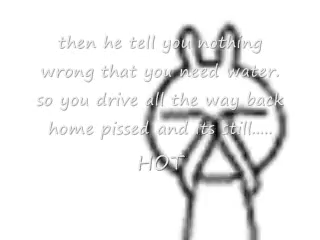 then he tell you nothing
wrong that you need water.
so you drive all the way back
home pissed and its still.....
HOT